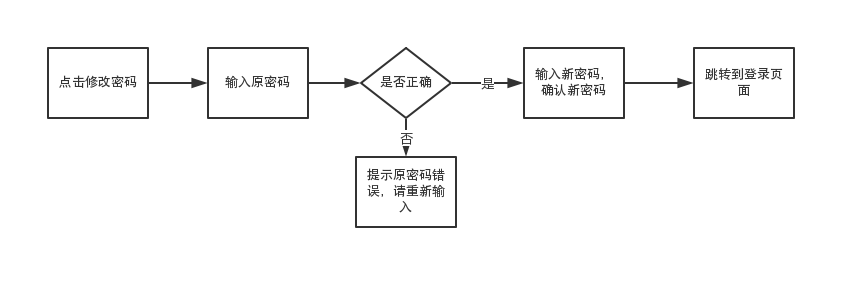 点击修改密码
输入原密码
是否正确
是
输入新密码,
确认新密码
跳转到登录页
面
否
提示原密码错
误,请重新输
入